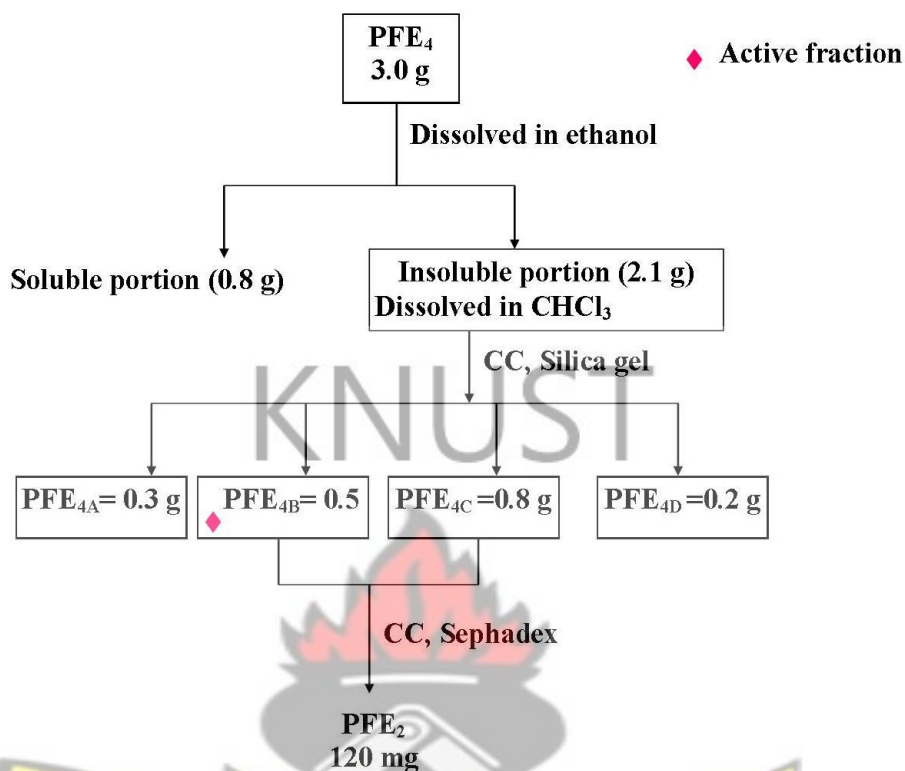 PFE₄
3.0 g
♦ Active fraction
Dissolved in ethanol
Soluble portion (0.8 g)
Insoluble portion (2.1 g)
Dissolved in CHCl₃
CC, Silica gel
KNUST
PFE₄A= 0.3 g
PFE₄B= 0.5
PFE₄C =0.8 g
PFE₄D =0.2 g
CC, Sephadex
PFE₂
120 mg